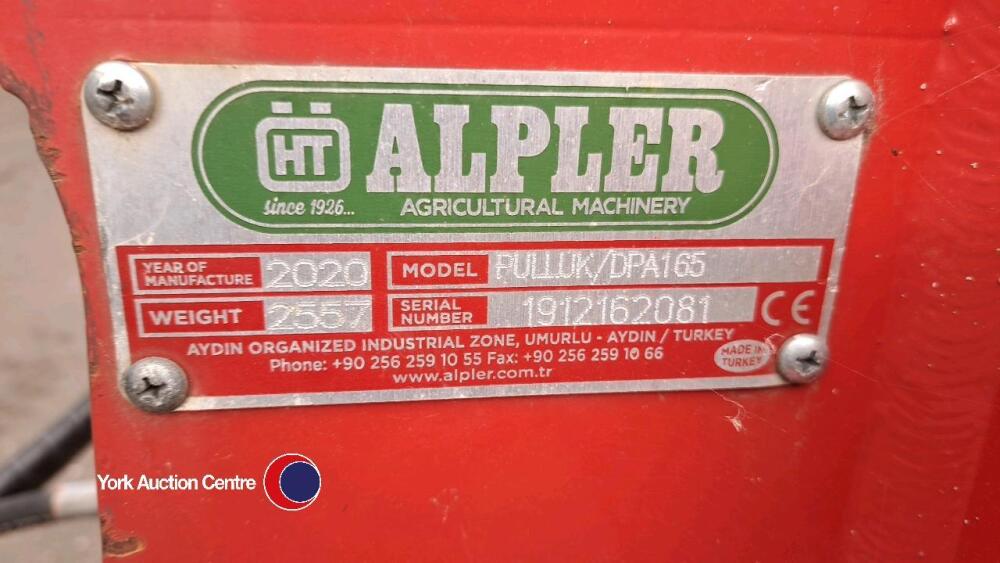 HT ALPLER
since 1926... AGRICULTURAL MACHINERY
YEAR OF MANUFACTURE 2020 MODEL PULLUK/DPA165
WEIGHT 2557 SERIAL NUMBER 1912162081 CE
AYDIN ORGANIZED INDUSTRIAL ZONE, UMURLU - AYDIN / TURKEY
Phone: +90 256 259 10 55 Fax: +90 256 259 10 66
www.alpler.com.tr
MADE IN TURKEY
York Auction Centre